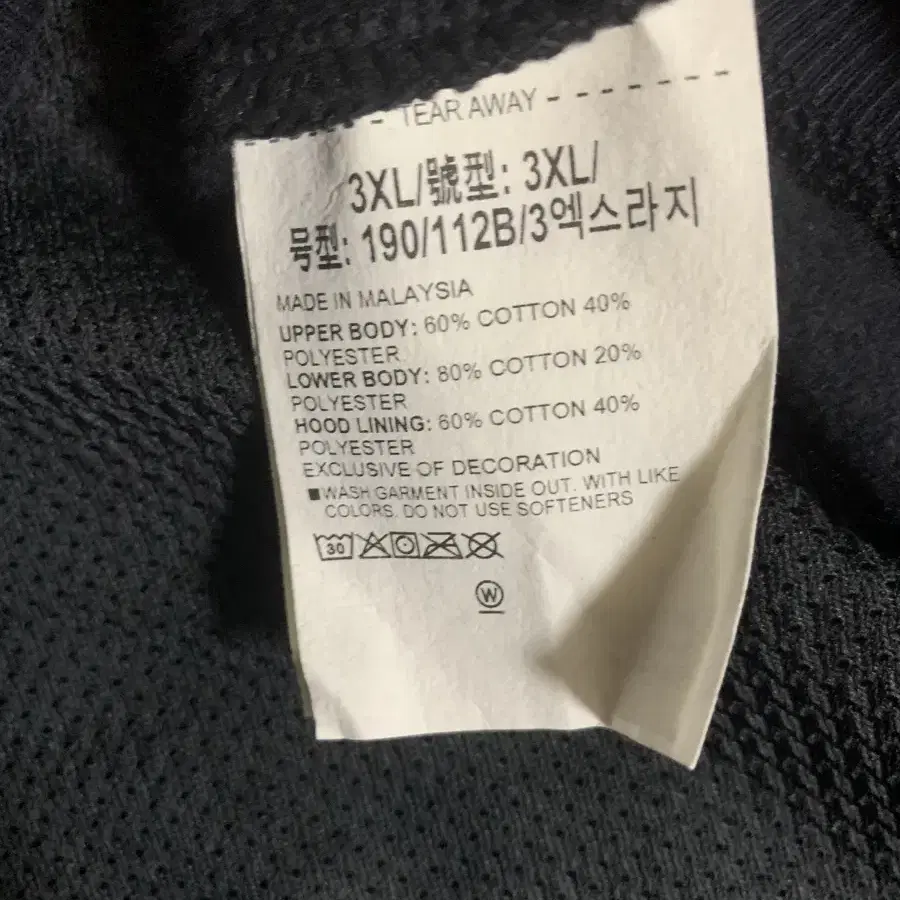 - TEAR AWAY - - - - - - -
3XL/號型: 3XL/
号型: 190/112B/3엑스라지
MADE IN MALAYSIA
UPPER BODY: 60% COTTON 40%
POLYESTER
LOWER BODY: 80% COTTON 20%
POLYESTER
HOOD LINING: 60% COTTON 40%
POLYESTER
EXCLUSIVE OF DECORATION
■WASH GARMENT INSIDE OUT. WITH LIKE
COLORS. DO NOT USE SOFTENERS
30
W